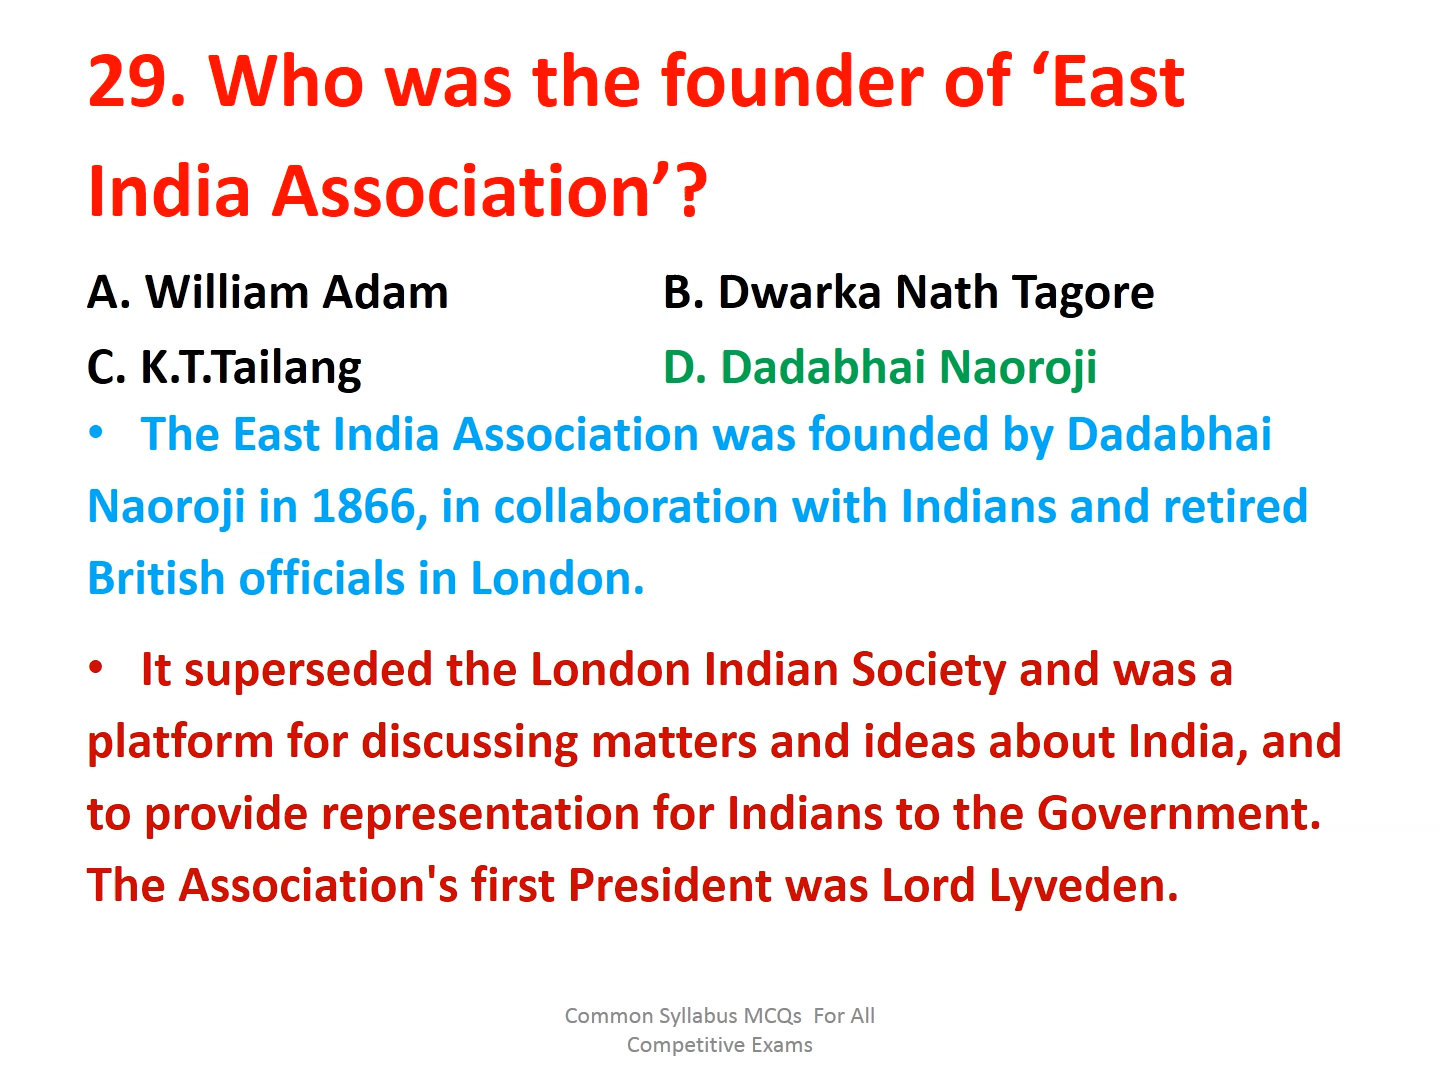 29. Who was the founder of ‘East
India Association’?
A. William Adam B. Dwarka Nath Tagore
C. K.T.Tailang D. Dadabhai Naoroji
• The East India Association was founded by Dadabhai
Naoroji in 1866, in collaboration with Indians and retired
British officials in London.
• It superseded the London Indian Society and was a
platform for discussing matters and ideas about India, and
to provide representation for Indians to the Government.
The Association's first President was Lord Lyveden.
Common Syllabus MCQs For All
Competitive Exams